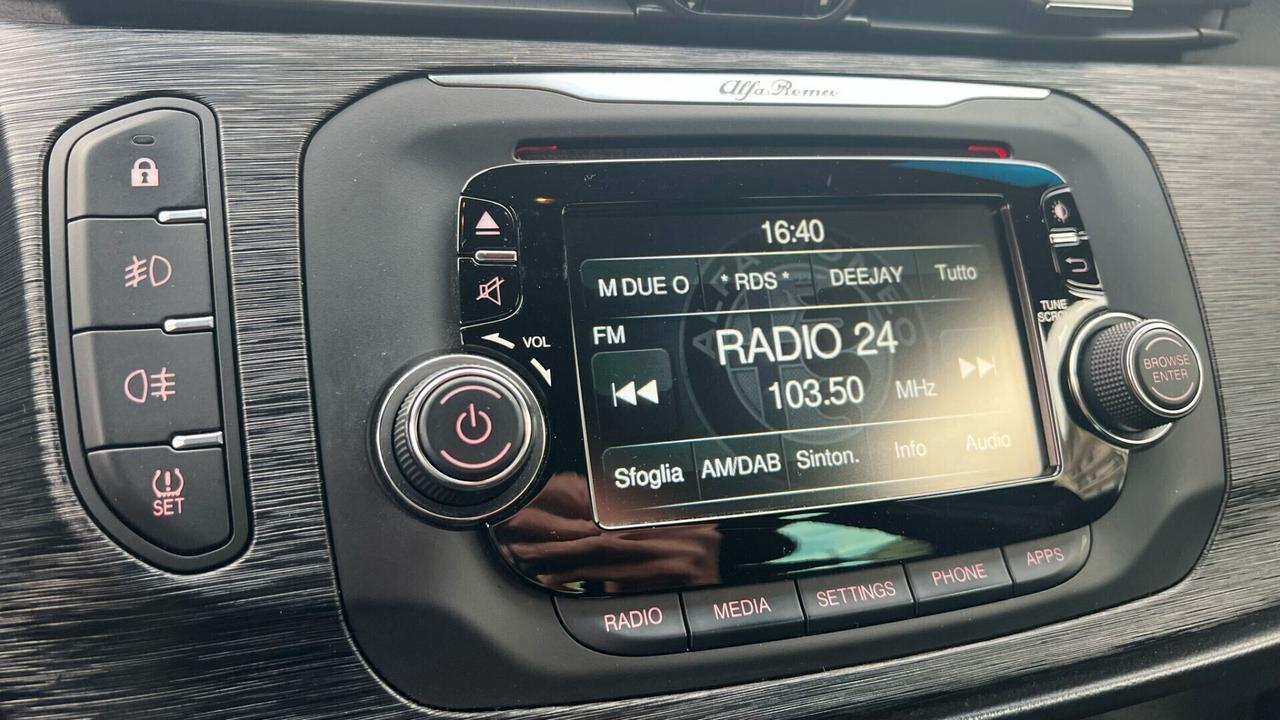 Alfa Romeo
16:40
M DUE O * RDS * DEEJAY Tutto
FM
RADIO 24
103.50 MHz
Sfoglia AM/DAB Sinton. Info Audio
VOL
TUNE
BROWSE
ENTER
SET
RADIO MEDIA SETTINGS PHONE APPS